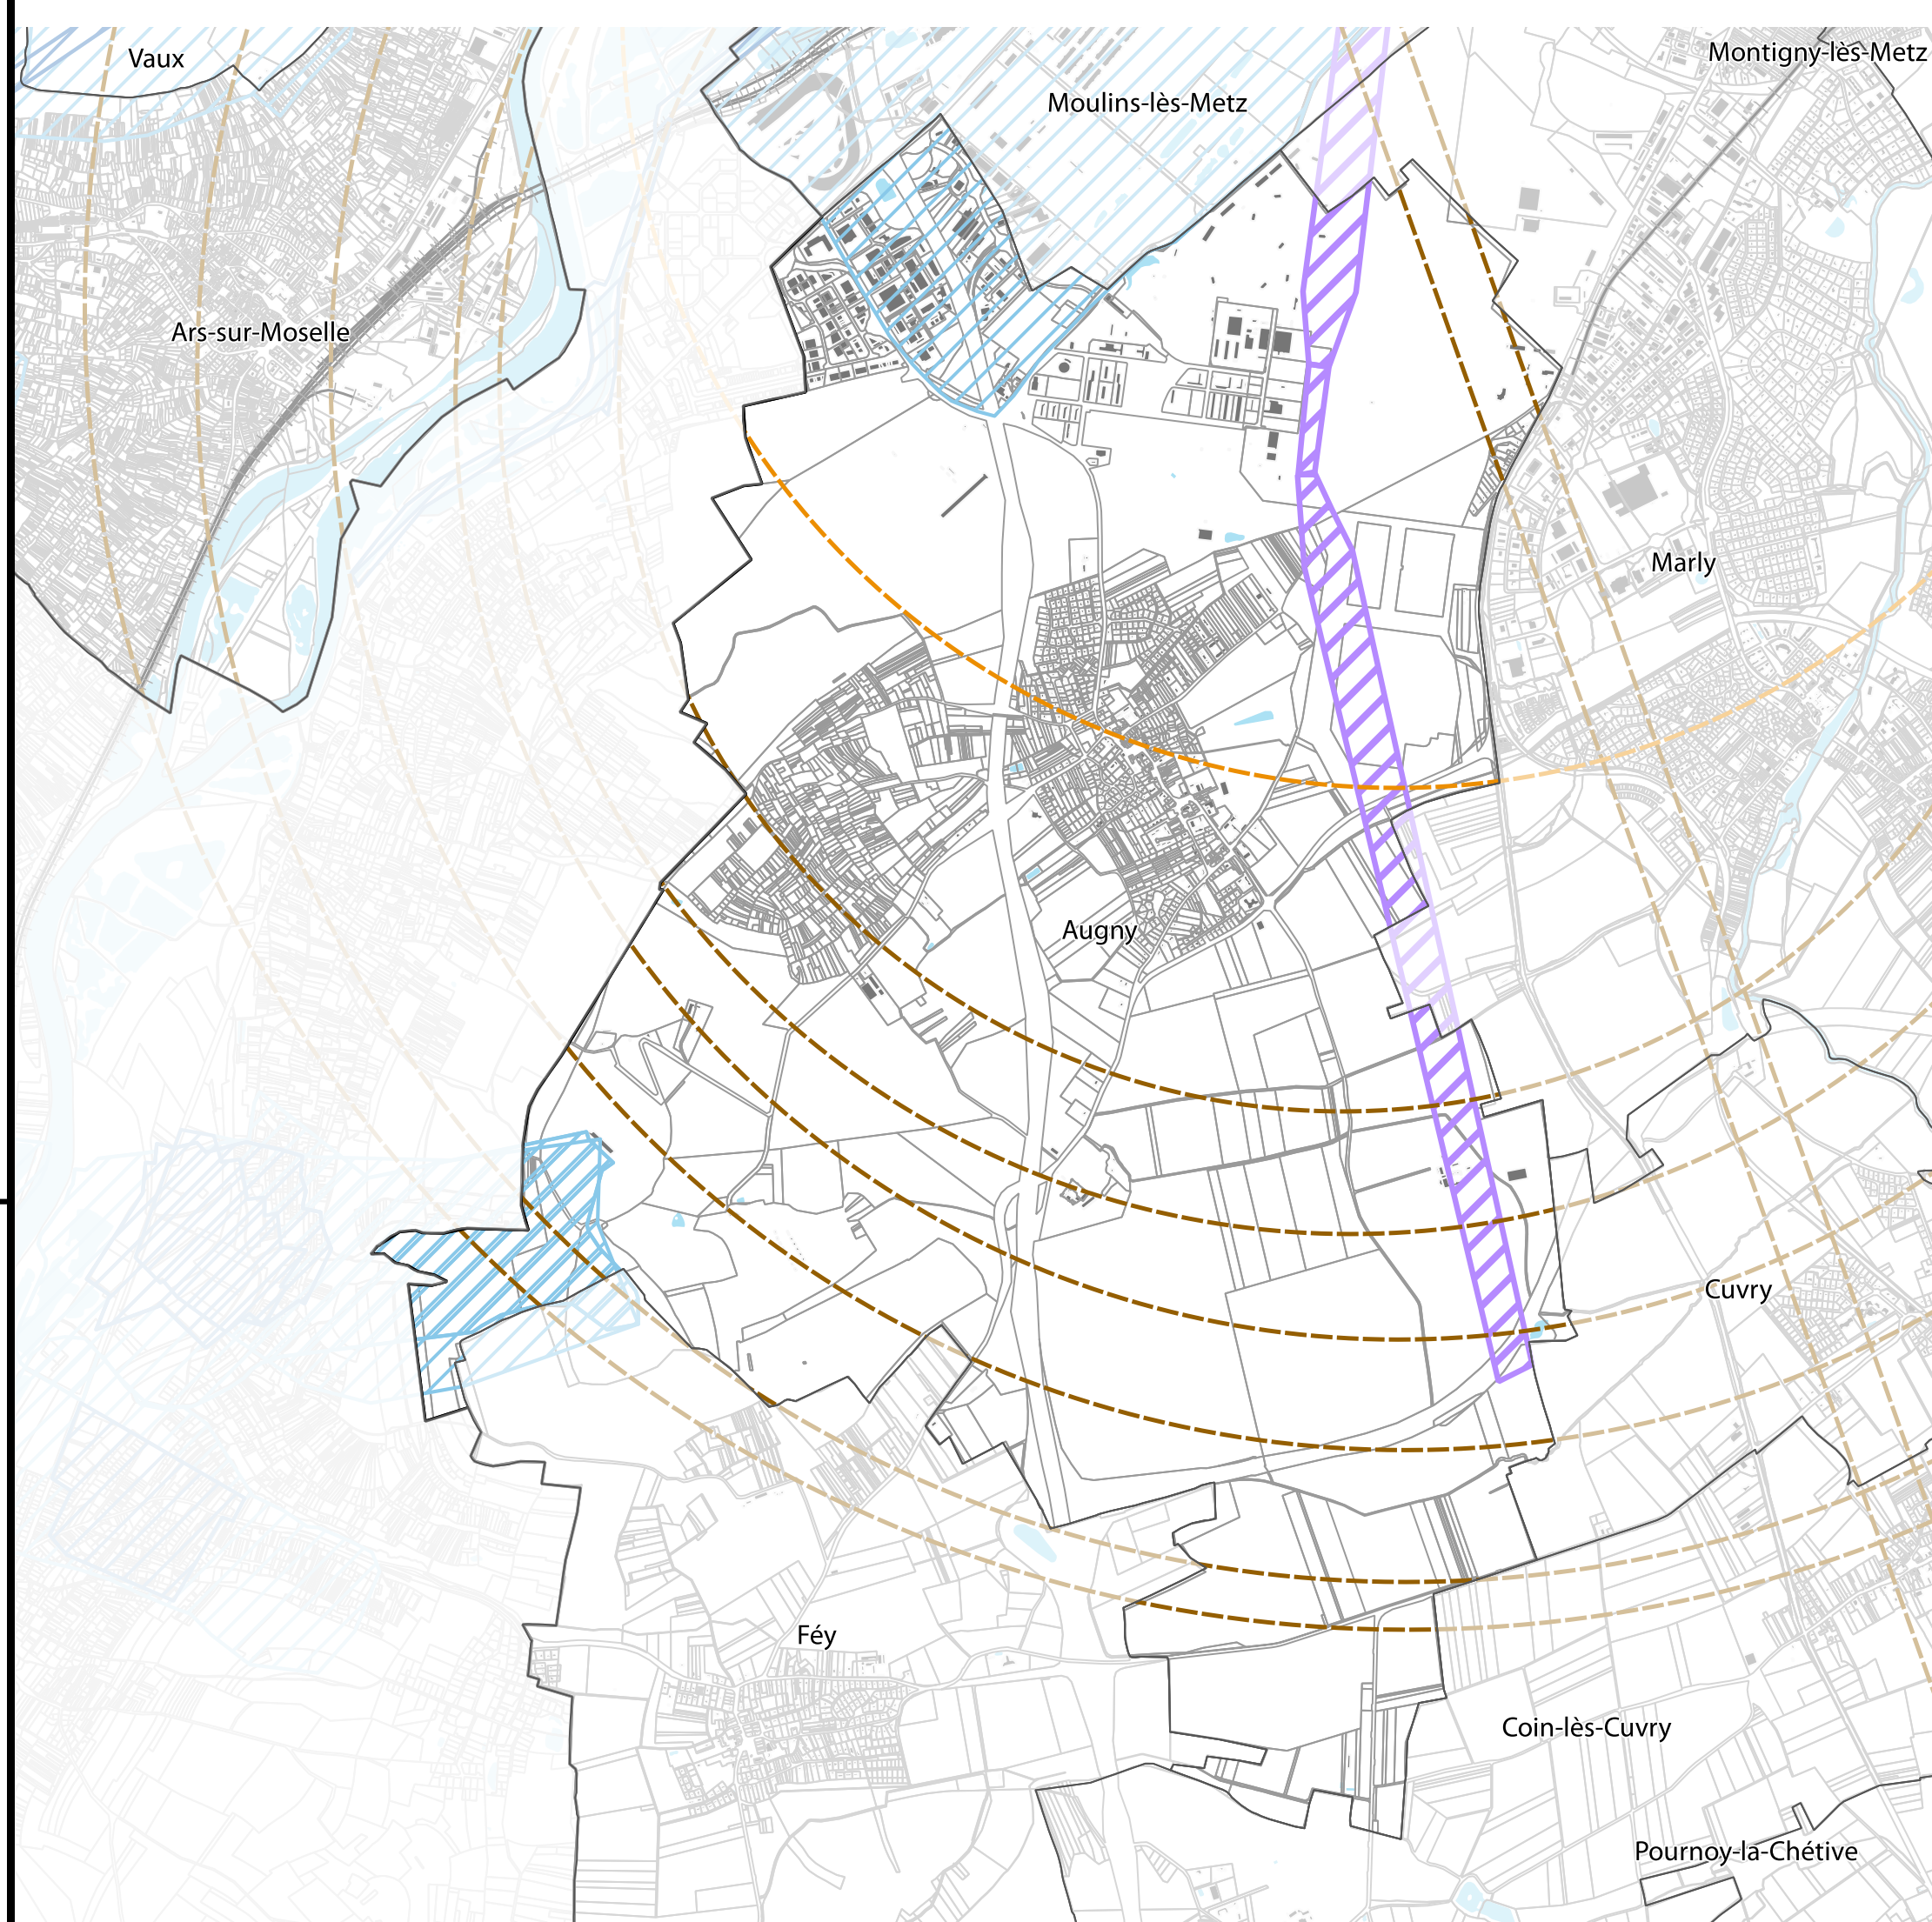 Vaux
Montigny-lès-Metz
Moulins-lès-Metz
Ars-sur-Moselle
Marly
Augny
Cuvry
Féy
Coin-lès-Cuvry
Pournoy-la-Chétive